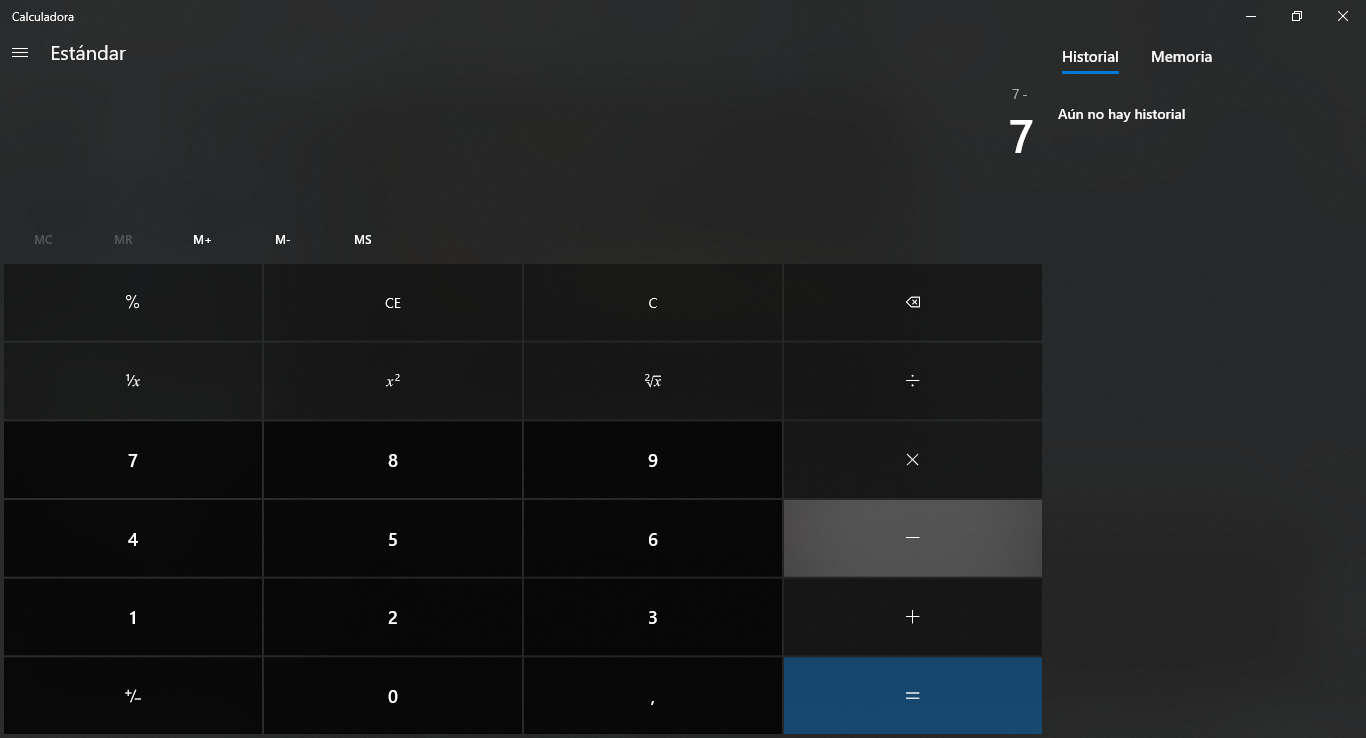 Calculadora
Estándar
Historial Memoria
7 -
7
Aún no hay historial
MC MR M+ M- MS
% CE C
¹/x x² ²√x ÷
7 8 9 ×
4 5 6 −
1 2 3 +
+/− 0 , =